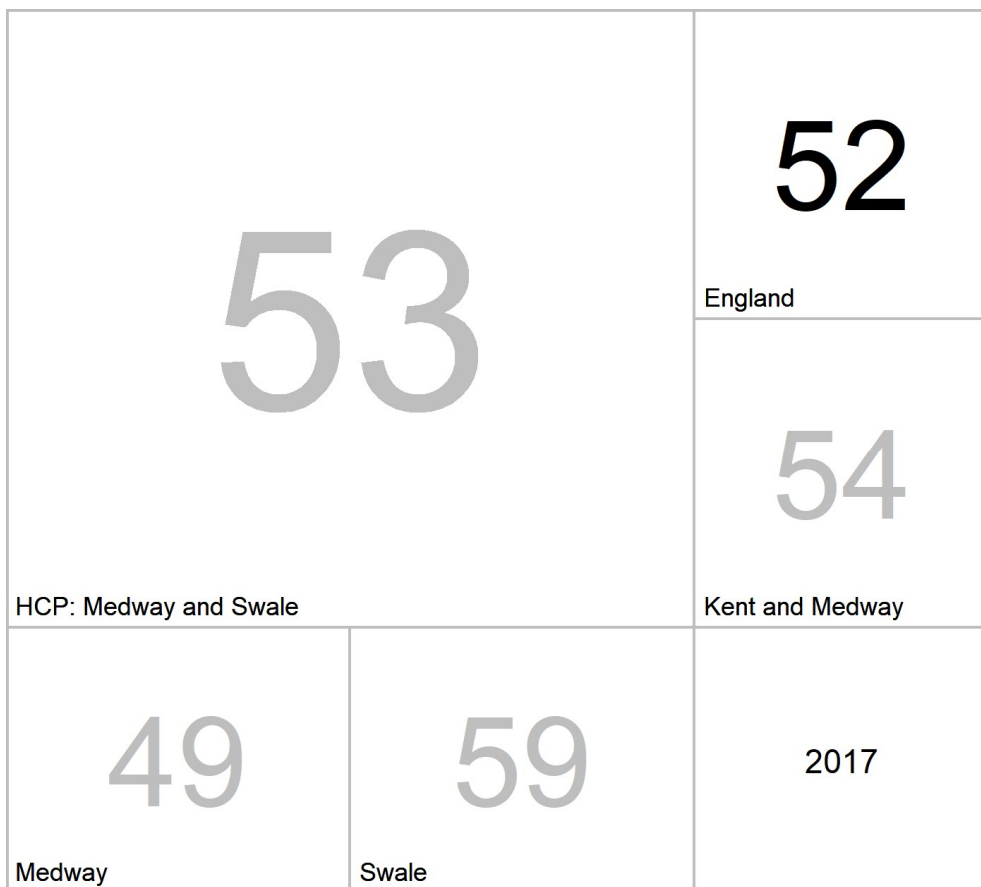 53
HCP: Medway and Swale
52
England
54
Kent and Medway
49
Medway
59
Swale
2017